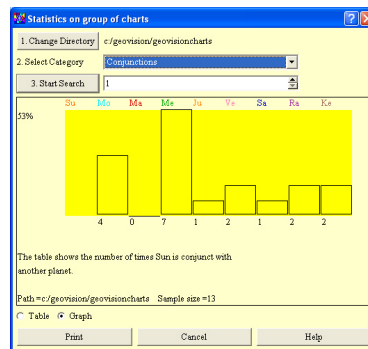 Statistics on group of charts
1. Change Directory c:/geovision/geovisioncharts
2. Select Category Conjunctions
3. Start Search 1
Su Mo Ma Me Ju Ve Sa Ra Ke
53%
4 0 7 1 2 1 2 2
The table shows the number of times Sun is conjunct with
another planet.
Path =c:/geovision/geovisioncharts Sample size =13
Table Graph
Print Cancel Help